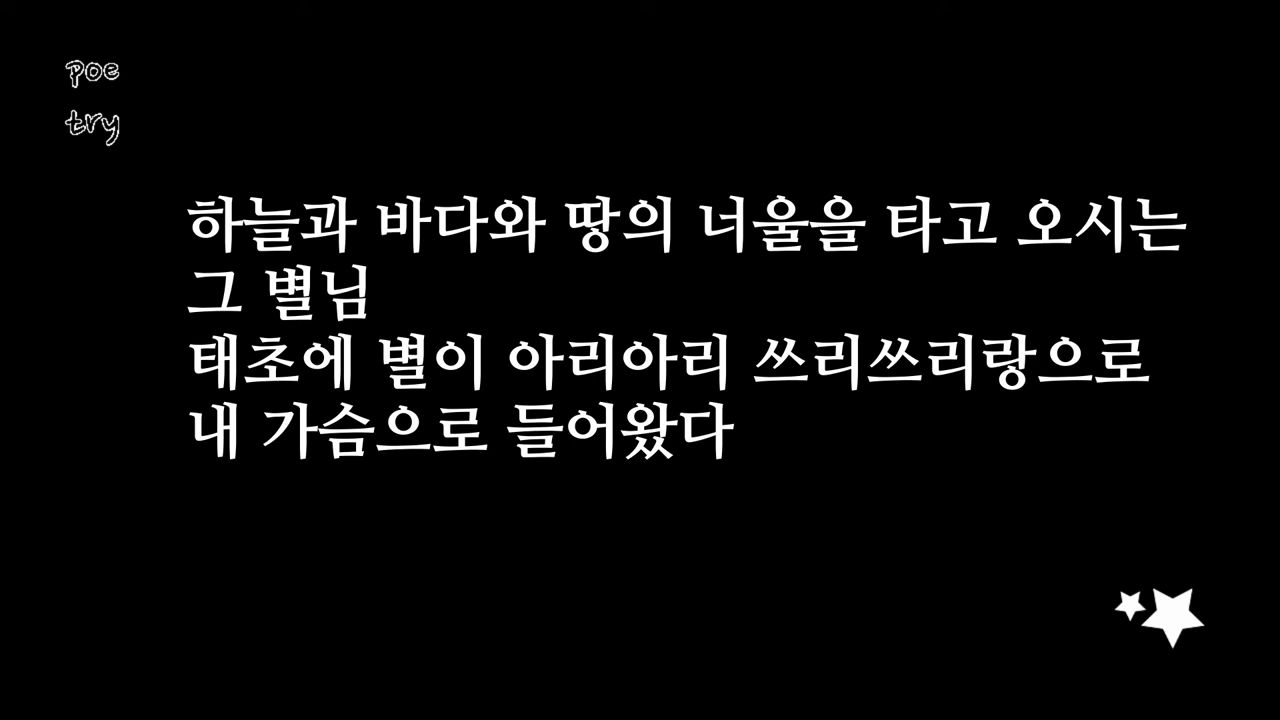 poe
try
하늘과 바다와 땅의 너울을 타고 오시는
그 별님
태초에 별이 아리아리 쓰리쓰리랑으로
내 가슴으로 들어왔다